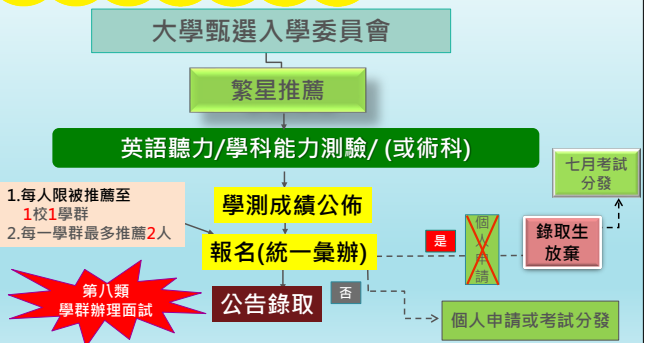 大學甄選入學委員會
繁星推薦
英語聽力/學科能力測驗/ (或術科)
七月考試
分發
1.每人限被推薦至
1校1學群
2.每一學群最多推薦2人
學測成績公佈
報名(統一彙辦)
是
個
人
申
請
錄取生
放棄
第八類
學群辦理面試
公告錄取
否
個人申請或考試分發